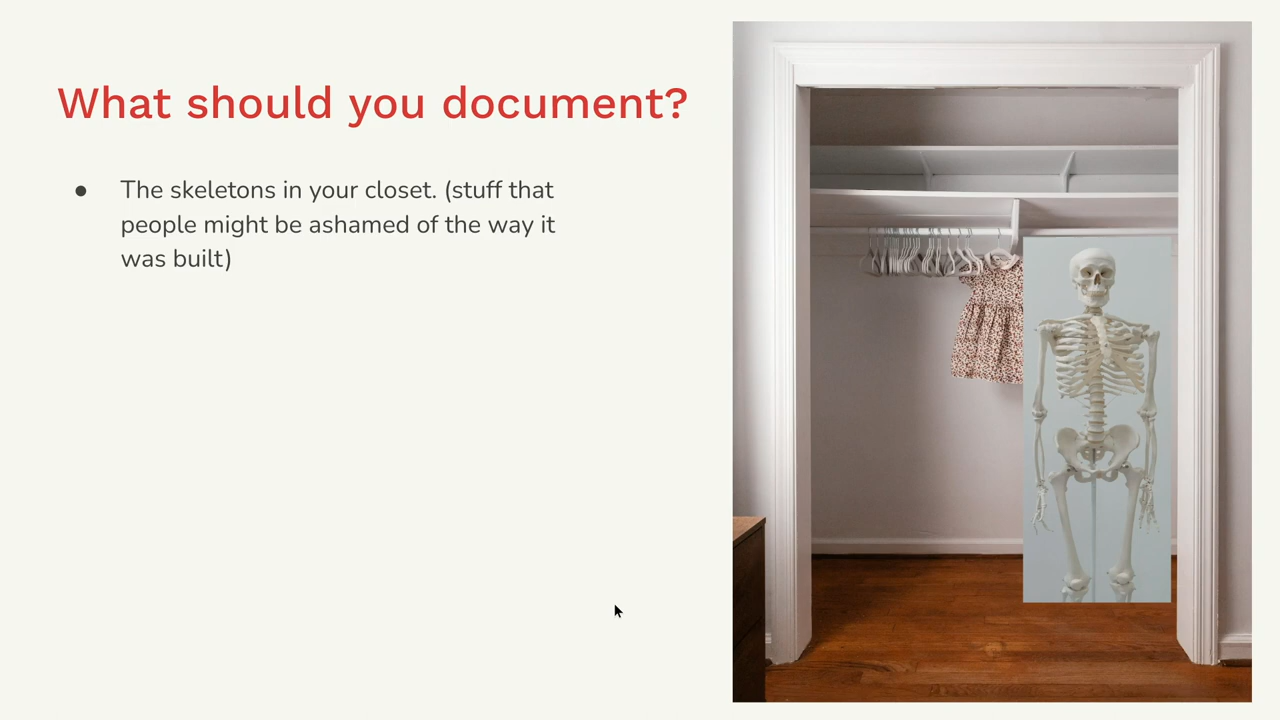 What should you document?
● The skeletons in your closet. (stuff that
people might be ashamed of the way it
was built)